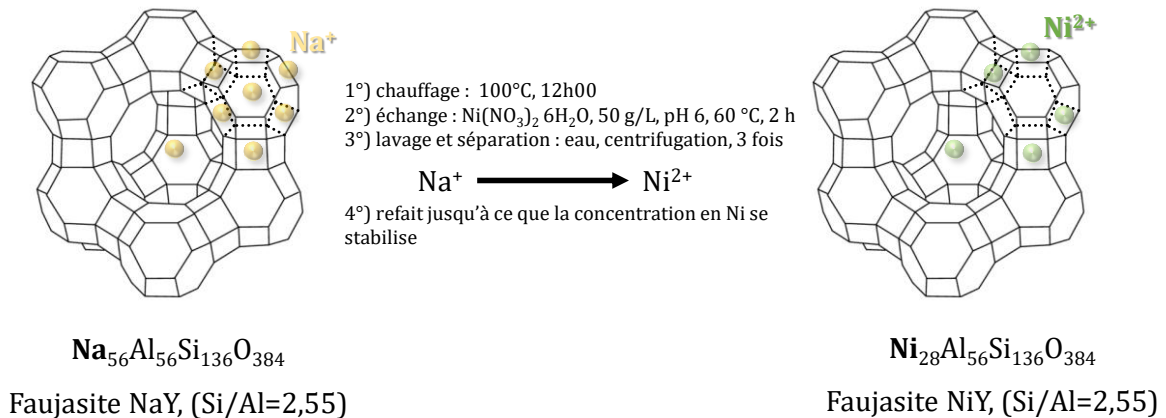 Na⁺
Ni²⁺
1°) chauffage : 100°C, 12h00
2°) échange : Ni(NO₃)₂ 6H₂O, 50 g/L, pH 6, 60 °C, 2 h
3°) lavage et séparation : eau, centrifugation, 3 fois
Na⁺ Ni²⁺
4°) refait jusqu'à ce que la concentration en Ni se
stabilise
Na₅₆Al₅₆Si₁₃₆O₃₈₄
Faujasite NaY, (Si/Al=2,55)
Ni₂₈Al₅₆Si₁₃₆O₃₈₄
Faujasite NiY, (Si/Al=2,55)